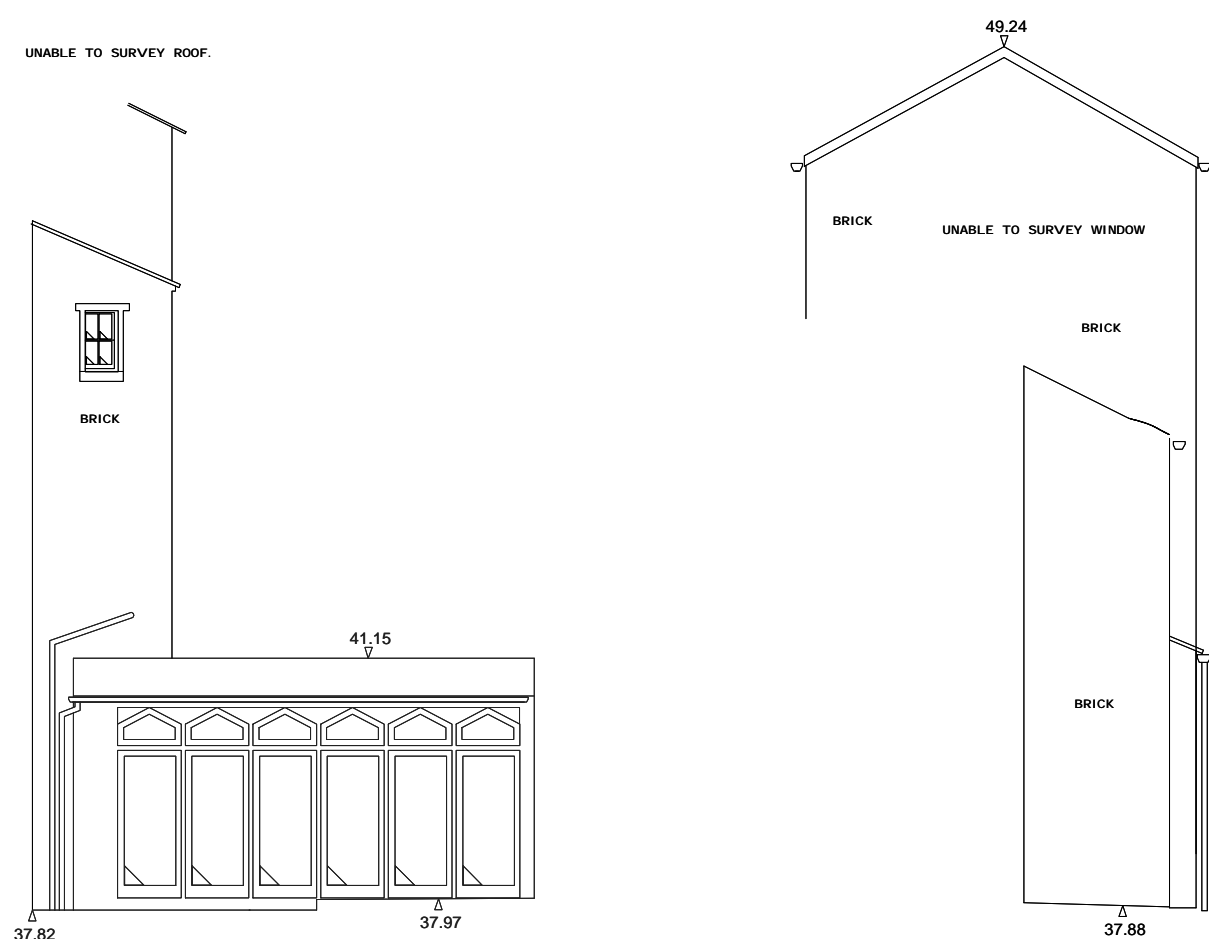 49.24
UNABLE TO SURVEY ROOF.
BRICK
UNABLE TO SURVEY WINDOW
BRICK
BRICK
41.15
BRICK
37.97
37.88
37.82